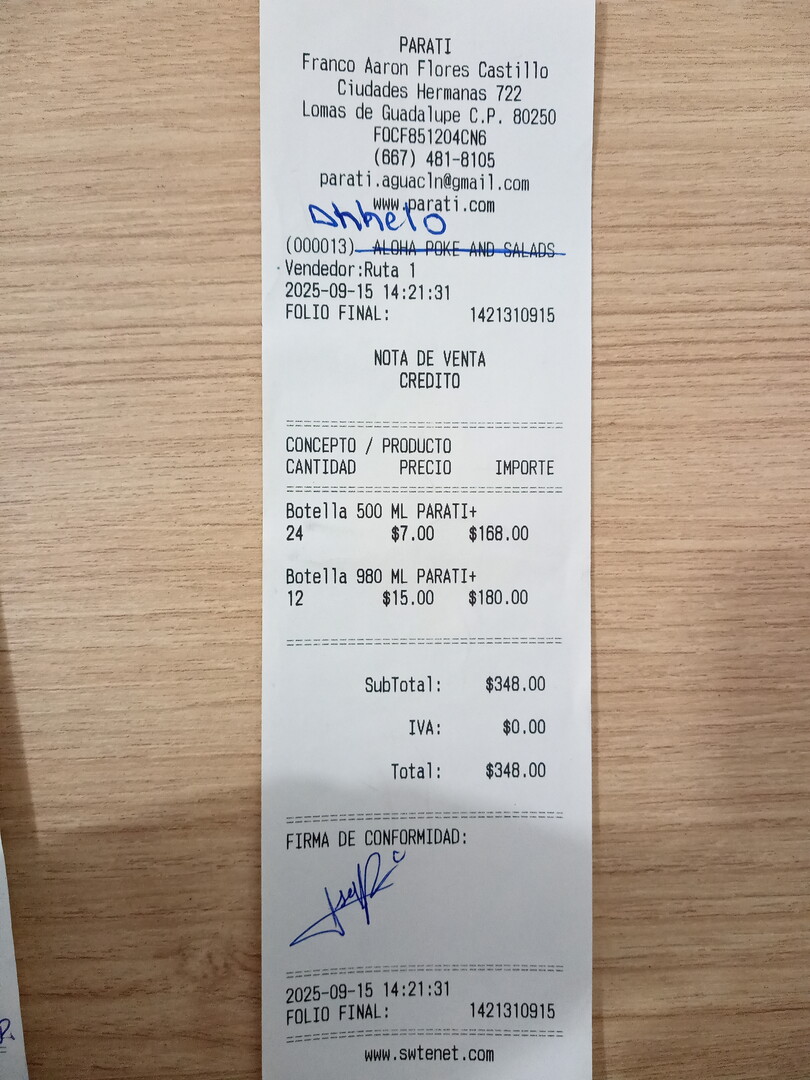 PARATI
Franco Aaron Flores Castillo
Ciudades Hermanas 722
Lomas de Guadalupe C.P. 80250
FOCF851204CN6
(667) 481-8105
parati.aguacln@gmail.com
www.parati.com
(000013) ALOHA POKE AND SALADS
Vendedor:Ruta 1
2025-09-15 14:21:31
FOLIO FINAL: 1421310915
NOTA DE VENTA
CREDITO
CONCEPTO / PRODUCTO
CANTIDAD PRECIO IMPORTE
Botella 500 ML PARATI+
24 $7.00 $168.00
Botella 980 ML PARATI+
12 $15.00 $180.00
SubTotal: $348.00
IVA: $0.00
Total: $348.00
FIRMA DE CONFORMIDAD:
2025-09-15 14:21:31
FOLIO FINAL: 1421310915
www.swtenet.com